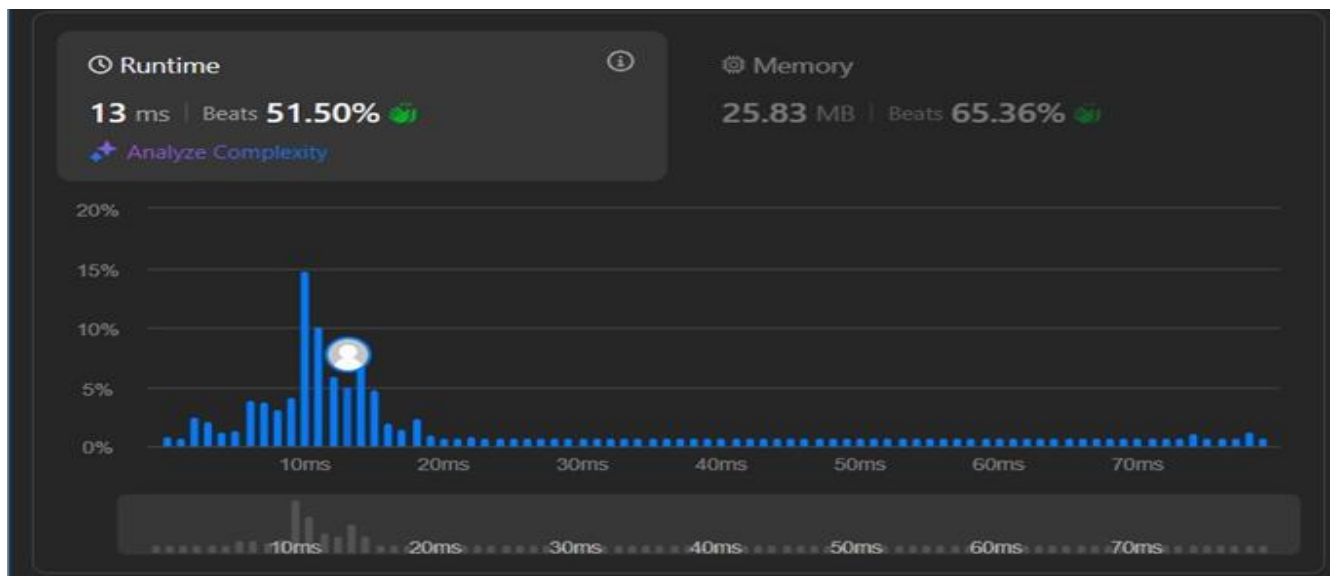 Runtime
13 ms | Beats 51.50%
Analyze Complexity
Memory
25.83 MB | Beats 65.36%
20%
15%
10%
5%
0%
10ms 20ms 30ms 40ms 50ms 60ms 70ms
10ms 20ms 30ms 40ms 50ms 60ms 70ms